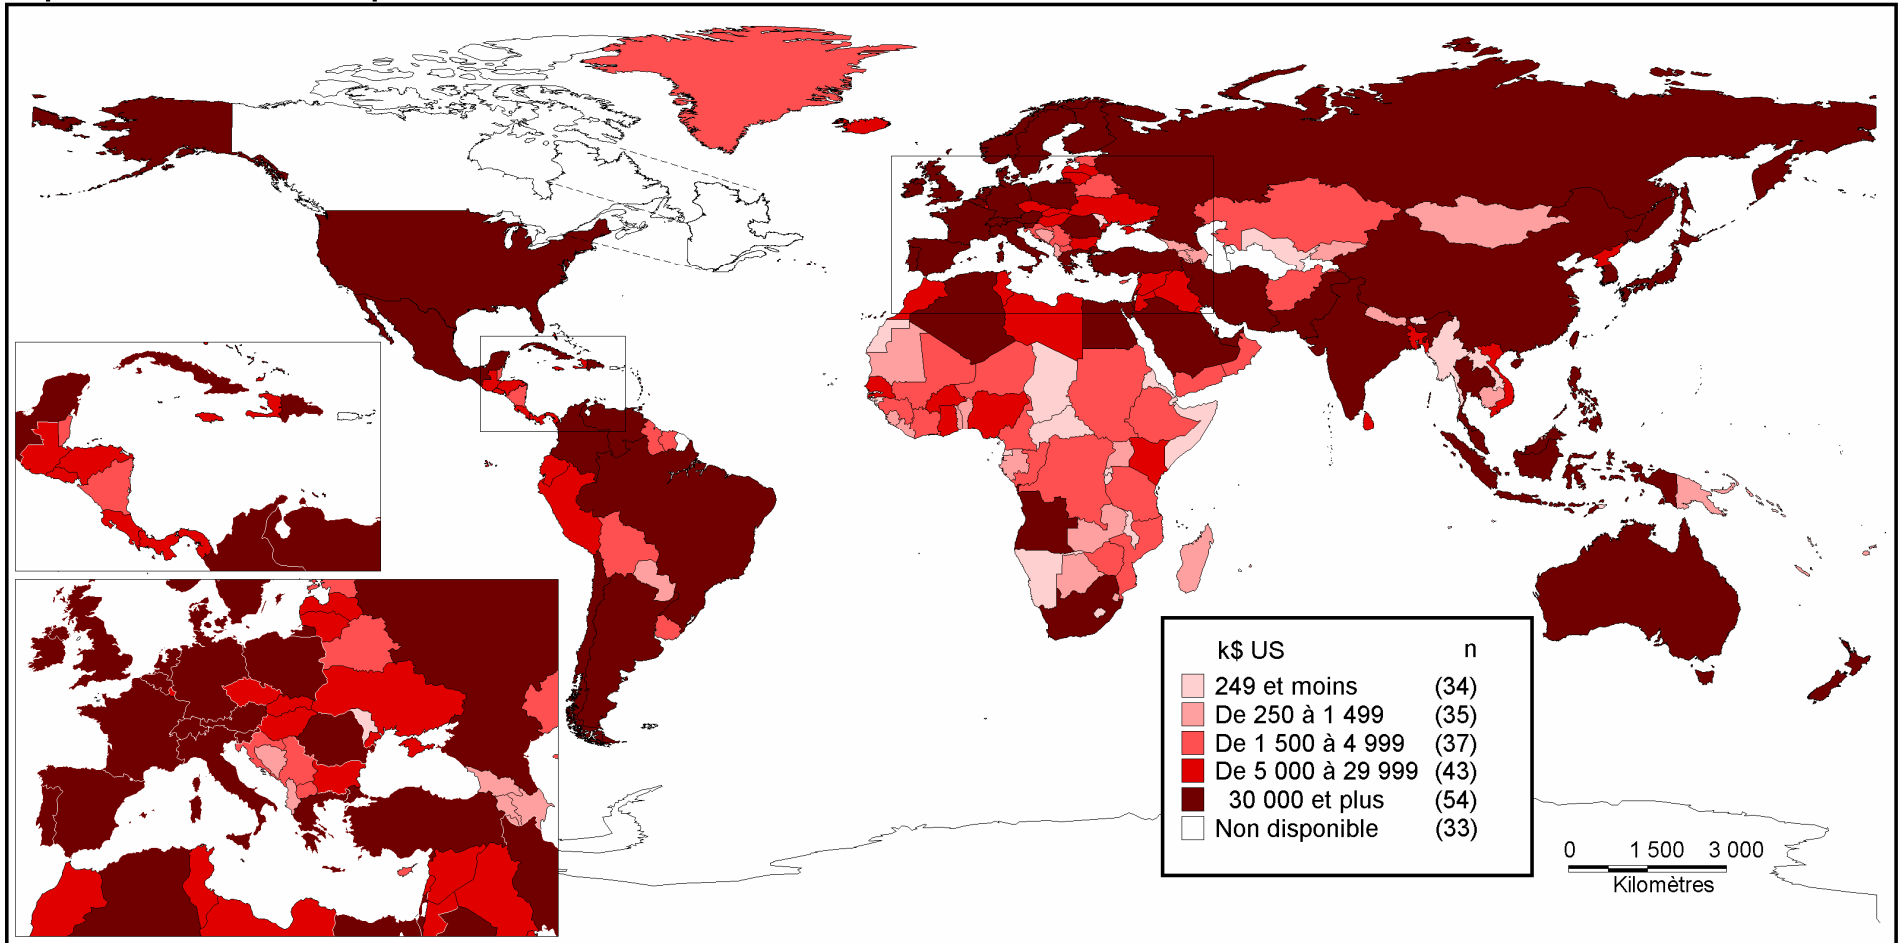 k$ US n
249 et moins (34)
De 250 à 1 499 (35)
De 1 500 à 4 999 (37)
De 5 000 à 29 999 (43)
30 000 et plus (54)
Non disponible (33)
0 1 500 3 000
Kilomètres